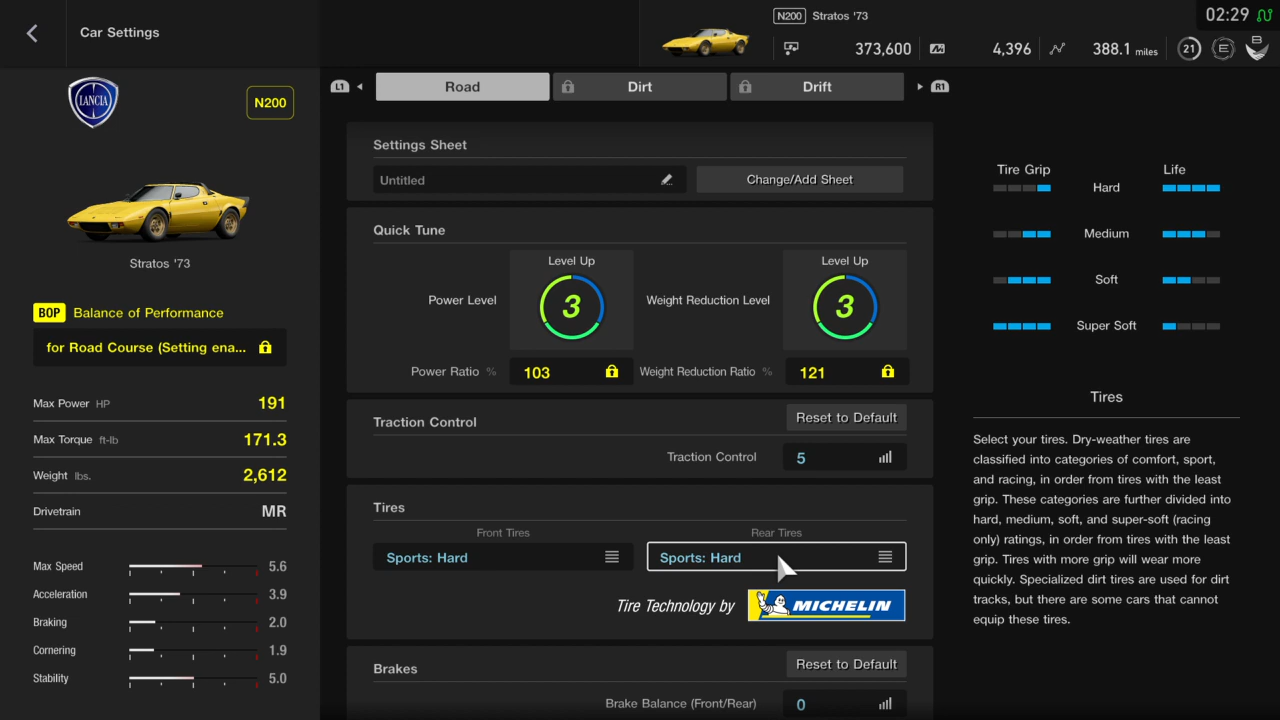 Car Settings
N200 Stratos '73
373,600
4,396
388.1 miles
21
E
B
02:29
LANCIA
N200
Stratos '73
BOP Balance of Performance
for Road Course (Setting ena...
Max Power HP 191
Max Torque ft-lb 171.3
Weight lbs. 2,612
Drivetrain MR
Max Speed 5.6
Acceleration 3.9
Braking 2.0
Cornering 1.9
Stability 5.0
L1 Road Dirt Drift R1
Settings Sheet
Untitled Change/Add Sheet
Quick Tune
Level Up Level Up
Power Level 3 Weight Reduction Level 3
Power Ratio % 103 Weight Reduction Ratio % 121
Traction Control Reset to Default
Traction Control 5
Tires
Front Tires Rear Tires
Sports: Hard Sports: Hard
Tire Technology by MICHELIN
Brakes Reset to Default
Brake Balance (Front/Rear) 0
Tire Grip Life
Hard
Medium
Soft
Super Soft
Tires
Select your tires. Dry-weather tires are
classified into categories of comfort, sport,
and racing, in order from tires with the least
grip. These categories are further divided into
hard, medium, soft, and super-soft (racing
only) ratings, in order from tires with the least
grip. Tires with more grip will wear more
quickly. Specialized dirt tires are used for dirt
tracks, but there are some cars that cannot
equip these tires.